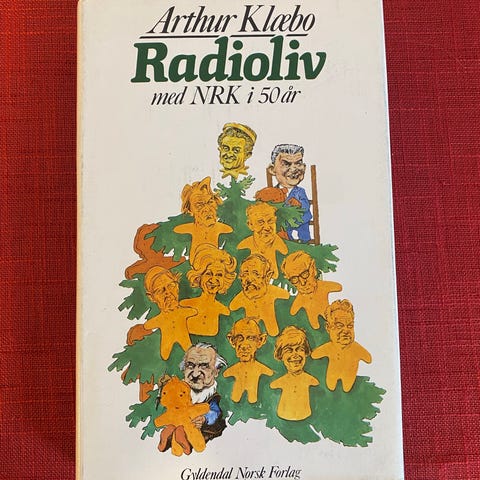 Arthur Klæbo
Radioliv
med NRK i 50 år
Gyldendal Norsk Forlag